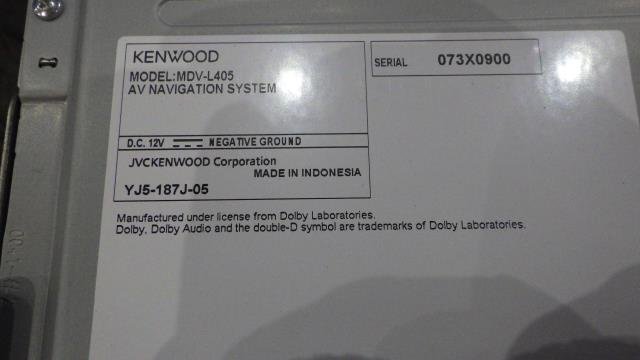 KENWOOD
MODEL:MDV-L405
AV NAVIGATION SYSTEM
SERIAL 073X0900
D.C. 12V NEGATIVE GROUND
JVCKENWOOD Corporation
MADE IN INDONESIA
YJ5-187J-05
Manufactured under license from Dolby Laboratories.
Dolby, Dolby Audio and the double-D symbol are trademarks of Dolby Laboratories.